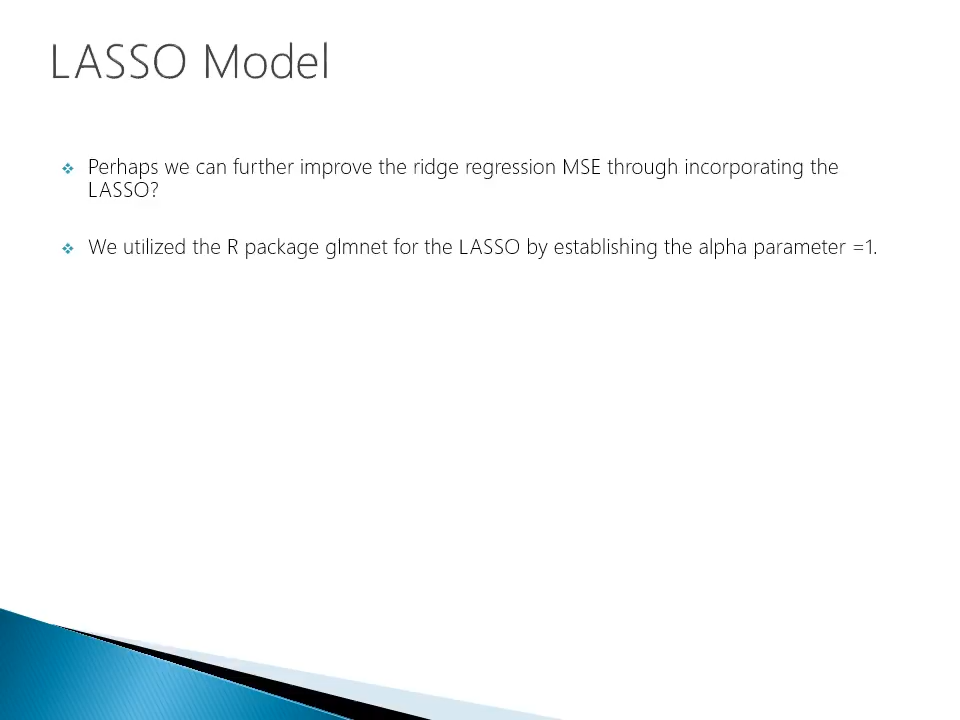 LASSO Model
Perhaps we can further improve the ridge regression MSE through incorporating the
LASSO?
We utilized the R package glmnet for the LASSO by establishing the alpha parameter =1.